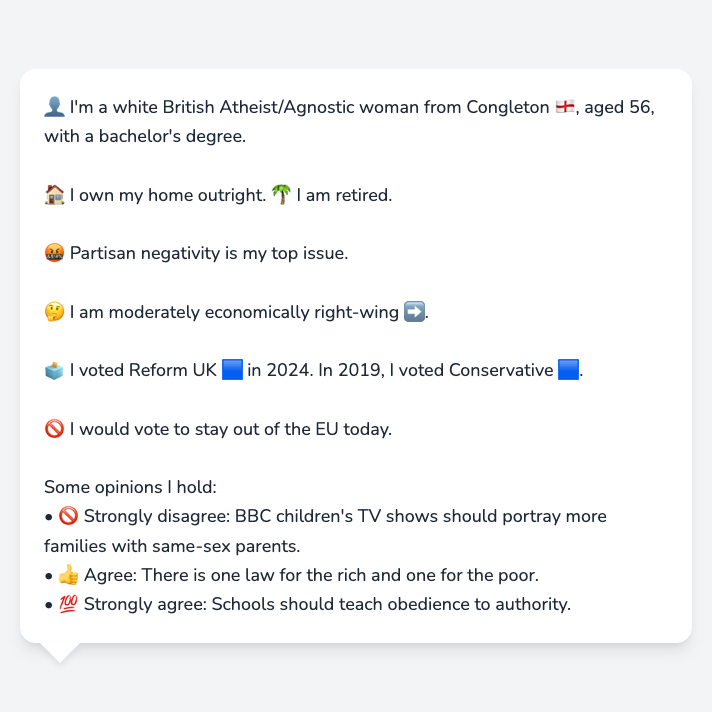 👤 I'm a white British Atheist/Agnostic woman from Congleton 🏴󠁧󠁢󠁥󠁮󠁧󠁿, aged 56,
with a bachelor's degree.
🏠 I own my home outright. 🌴 I am retired.
🤬 Partisan negativity is my top issue.
🤔 I am moderately economically right-wing ➡️.
🗳️ I voted Reform UK 🟦 in 2024. In 2019, I voted Conservative 🟦.
🚫 I would vote to stay out of the EU today.
Some opinions I hold:
• 🚫 Strongly disagree: BBC children's TV shows should portray more
families with same-sex parents.
• 👍 Agree: There is one law for the rich and one for the poor.
• 💯 Strongly agree: Schools should teach obedience to authority.